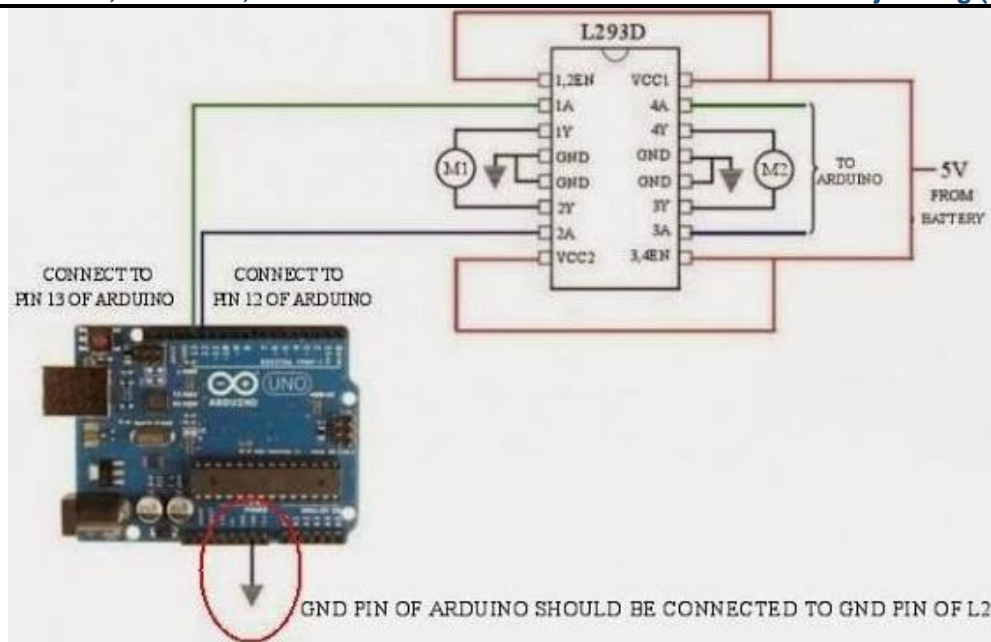 L293D
1,2EN
VCC1
1A
4A
1Y
4Y
GND
GND
M1
M2
TO
ARDUINO
5V
FROM
BATTERY
GND
GND
2Y
3Y
2A
3A
VCC2
3,4EN
CONNECT TO
PIN 13 OF ARDUINO
CONNECT TO
PIN 12 OF ARDUINO
UNO
ARDUINO
GND PIN OF ARDUINO SHOULD BE CONNECTED TO GND PIN OF L2